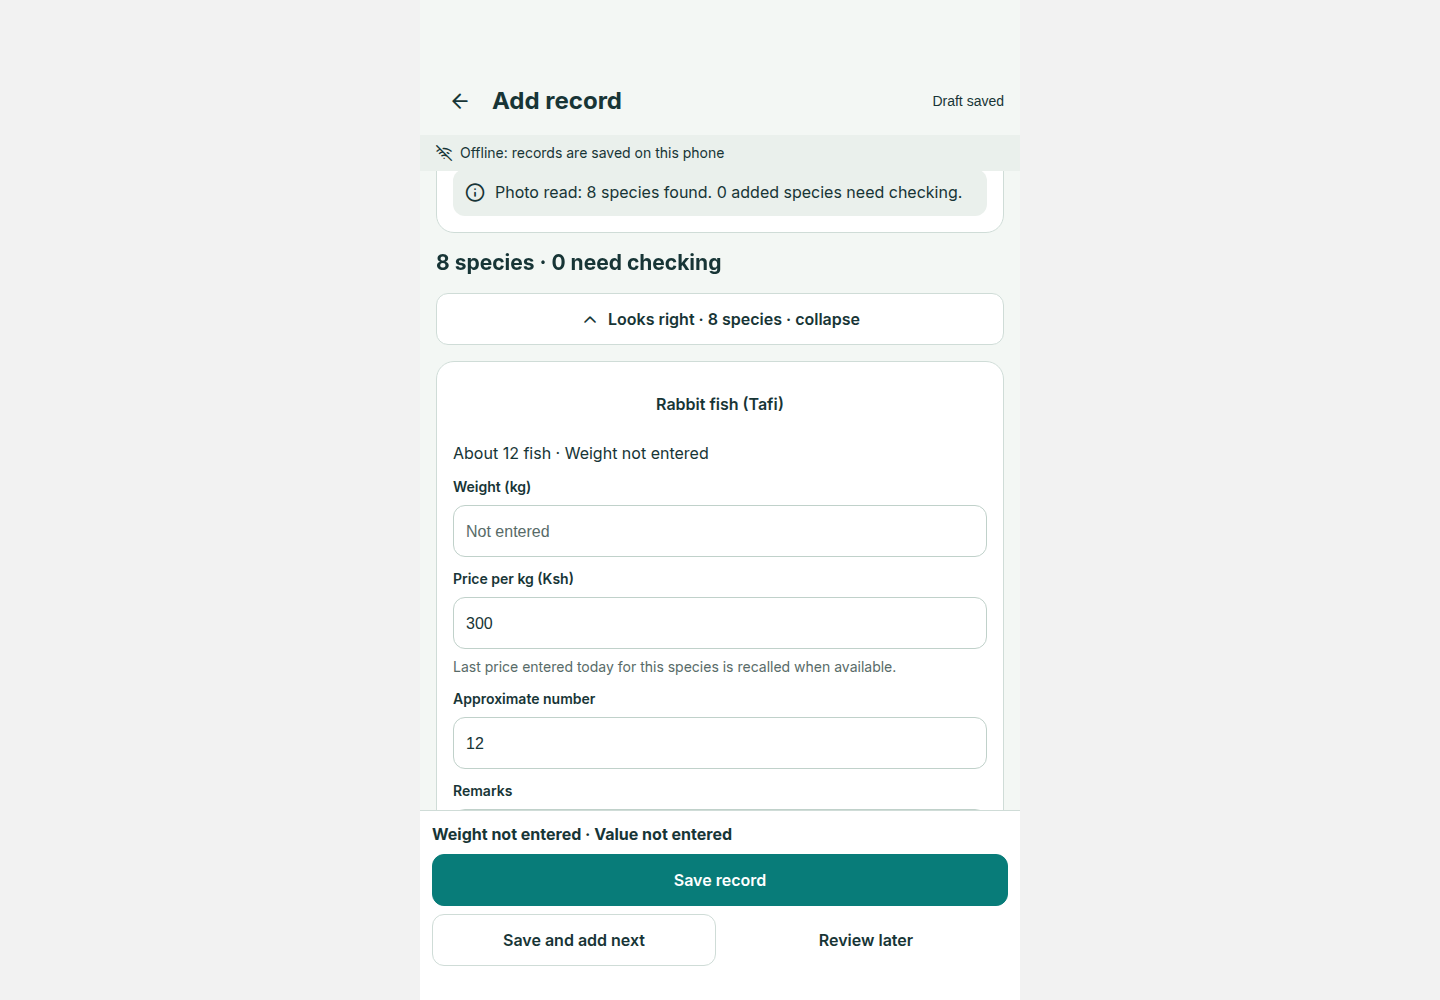 Add record
Draft saved
Offline: records are saved on this phone
Photo read: 8 species found. 0 added species need checking.
8 species · 0 need checking
Looks right · 8 species · collapse
Rabbit fish (Tafi)
About 12 fish · Weight not entered
Weight (kg)
Not entered
Price per kg (Ksh)
300
Last price entered today for this species is recalled when available.
Approximate number
12
Remarks
Weight not entered · Value not entered
Save record
Save and add next
Review later